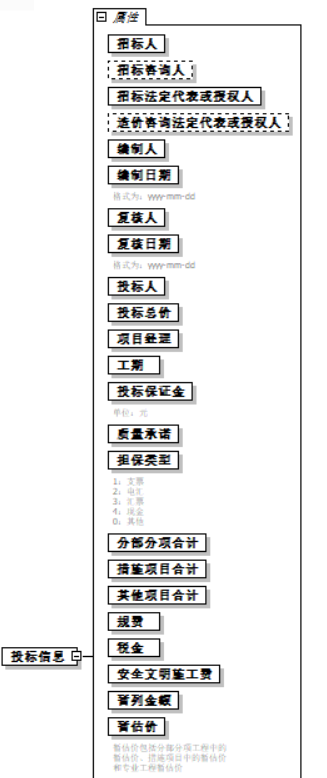 属性
招标人
招标咨询人
招标法定代表或授权人
造价咨询法定代表或授权人
编制人
编制日期
格式为：yyyy-mm-dd
复核人
复核日期
格式为：yyyy-mm-dd
投标人
投标总价
项目经理
工期
投标保证金
单位：元
质量承诺
担保类型
1：支票
2：电汇
3：汇票
4：现金
0：其他
分部分项合计
措施项目合计
其他项目合计
规费
投标信息
税金
安全文明施工费
暂列金额
暂估价
暂估价包括分部分项工程中的
暂估价、措施项目中的暂估价
和专业工程暂估价